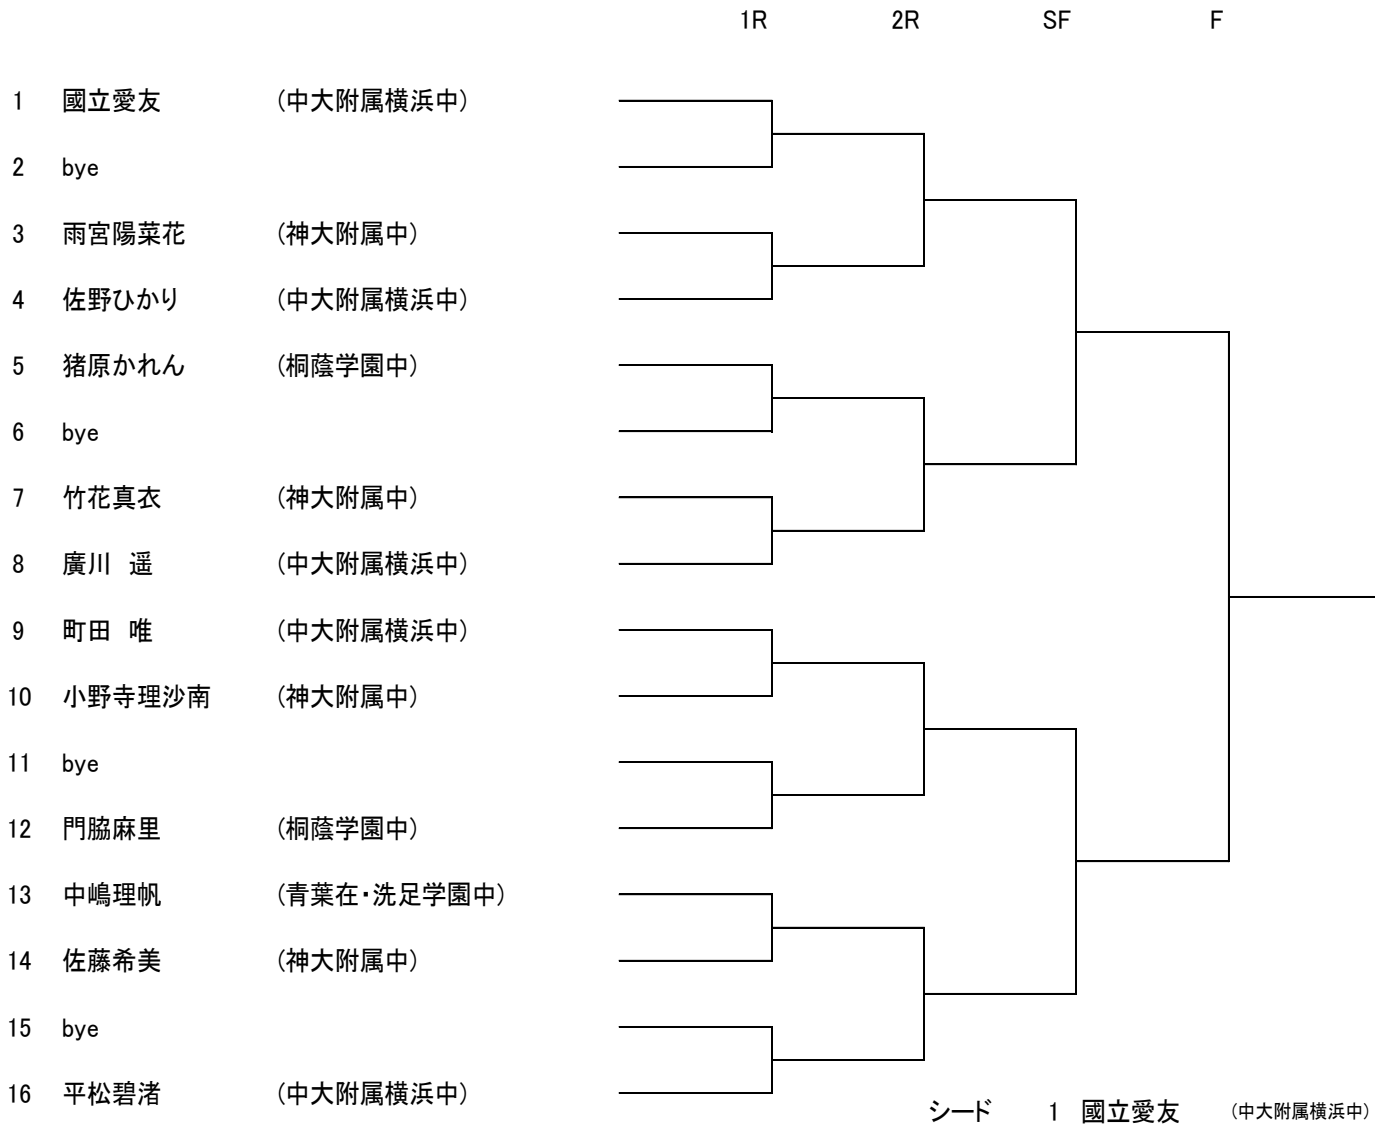 1R 2R SF F
1 國立愛友 (中大附属横浜中)
2 bye
3 雨宮陽菜花 (神大附属中)
4 佐野ひかり (中大附属横浜中)
5 猪原かれん (桐蔭学園中)
6 bye
7 竹花真衣 (神大附属中)
8 廣川 遥 (中大附属横浜中)
9 町田 唯 (中大附属横浜中)
10 小野寺理沙南 (神大附属中)
11 bye
12 門脇麻里 (桐蔭学園中)
13 中嶋理帆 (青葉在・洗足学園中)
14 佐藤希美 (神大附属中)
15 bye
16 平松碧渚 (中大附属横浜中)
シード 1 國立愛友 (中大附属横浜中)